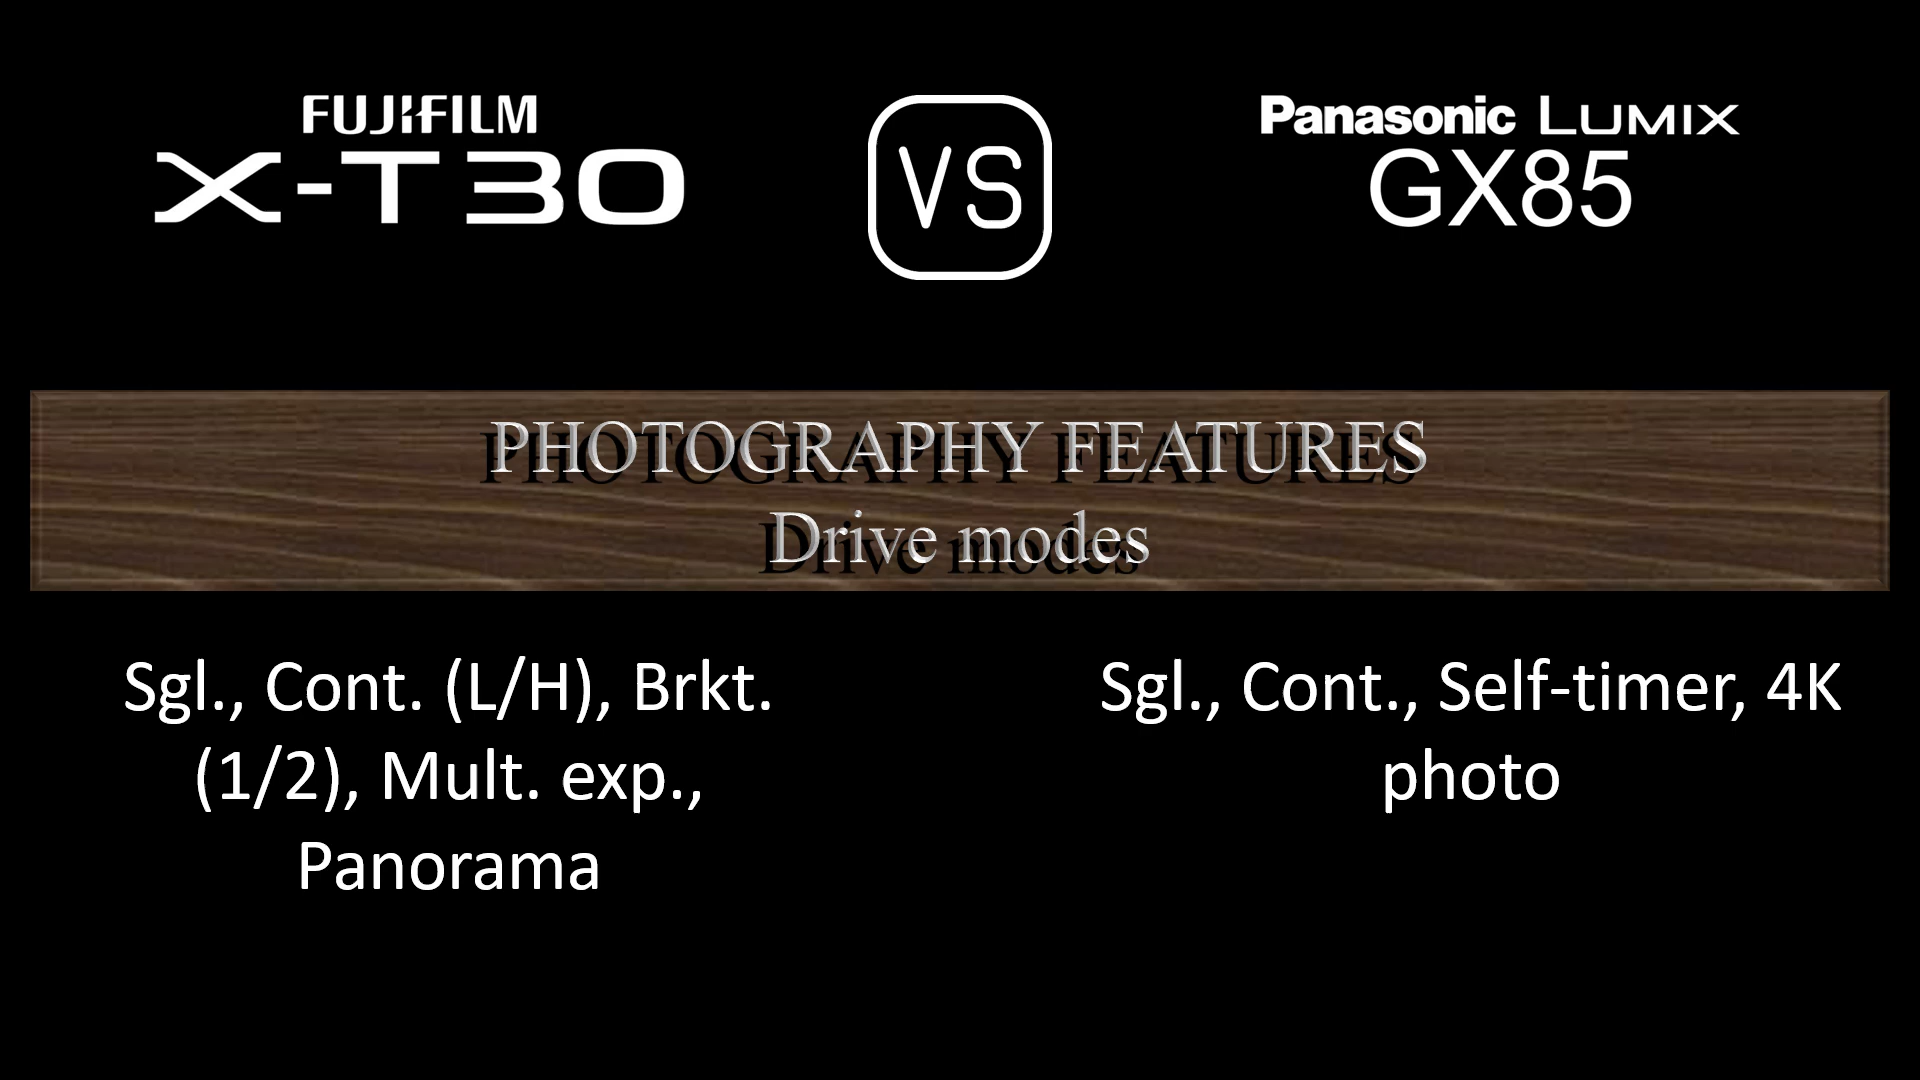 FUJIFILM
X-T30
VS
Panasonic LUMIX
GX85
PHOTOGRAPHY FEATURES
Drive modes
Sgl., Cont. (L/H), Brkt.
(1/2), Mult. exp.,
Panorama
Sgl., Cont., Self-timer, 4K
photo